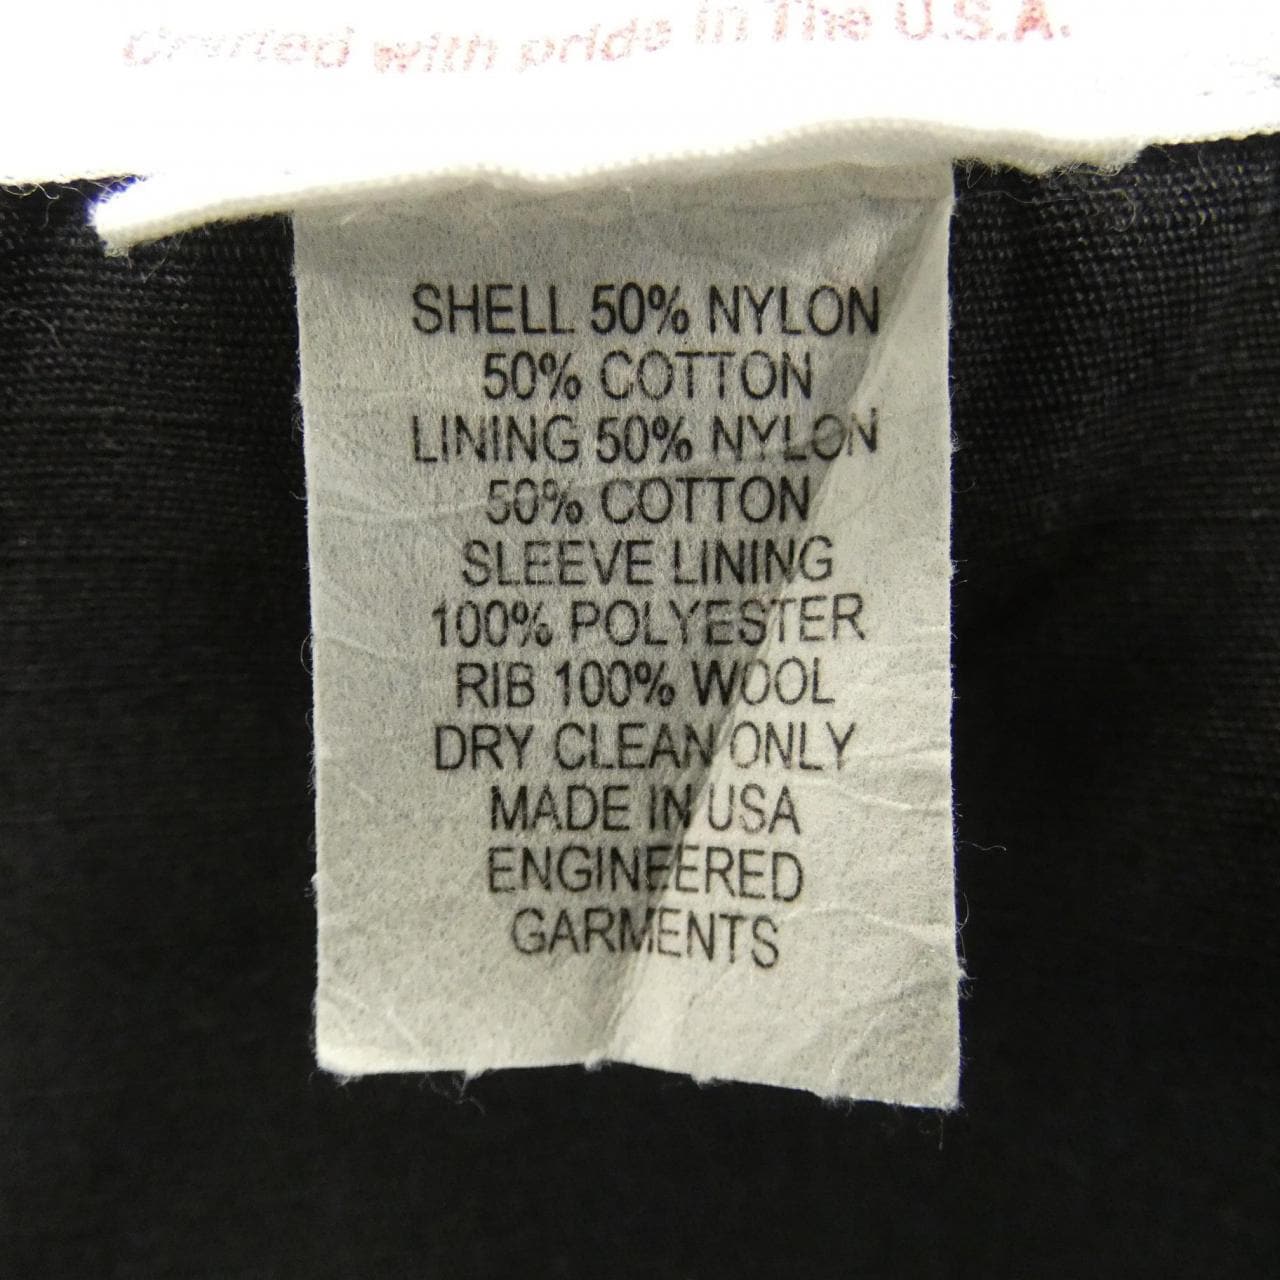 Crafted with pride In The U.S.A.
SHELL 50% NYLON
50% COTTON
LINING 50% NYLON
50% COTTON
SLEEVE LINING
100% POLYESTER
RIB 100% WOOL
DRY CLEAN ONLY
MADE IN USA
ENGINEERED
GARMENTS